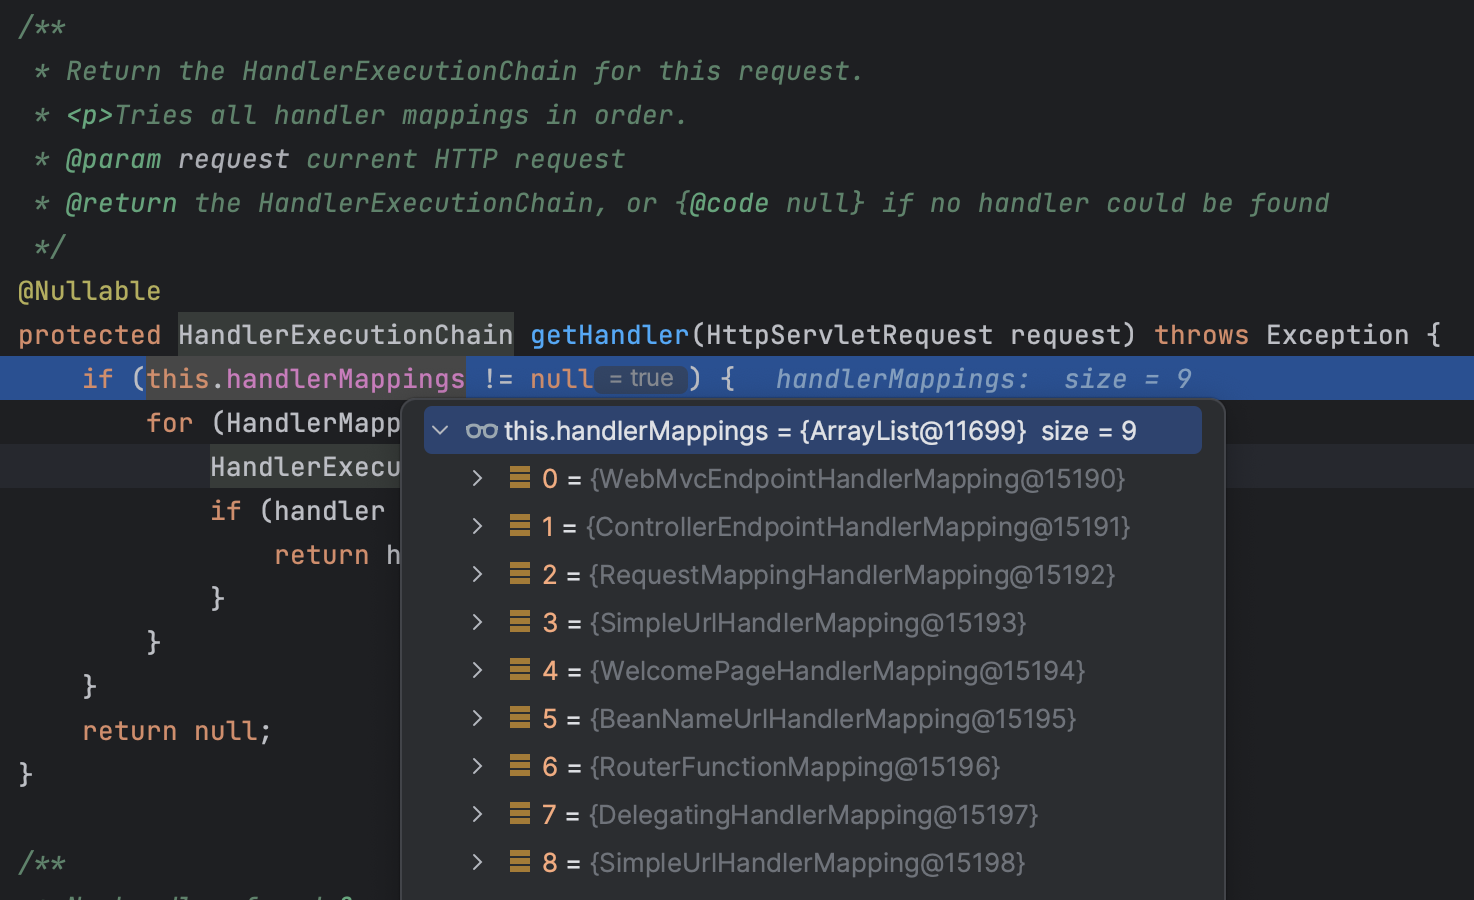 /**
* Return the HandlerExecutionChain for this request.
* <p>Tries all handler mappings in order.
* @param request current HTTP request
* @return the HandlerExecutionChain, or {@code null} if no handler could be found
*/
@Nullable
protected HandlerExecutionChain getHandler(HttpServletRequest request) throws Exception {
if (this.handlerMappings != null = true ) { handlerMappings: size = 9
for (HandlerMapp
HandlerExecu
if (handler
return h
}
}
}
return null;
}
/**
this.handlerMappings = {ArrayList@11699} size = 9
0 = {WebMvcEndpointHandlerMapping@15190}
1 = {ControllerEndpointHandlerMapping@15191}
2 = {RequestMappingHandlerMapping@15192}
3 = {SimpleUrlHandlerMapping@15193}
4 = {WelcomePageHandlerMapping@15194}
5 = {BeanNameUrlHandlerMapping@15195}
6 = {RouterFunctionMapping@15196}
7 = {DelegatingHandlerMapping@15197}
8 = {SimpleUrlHandlerMapping@15198}